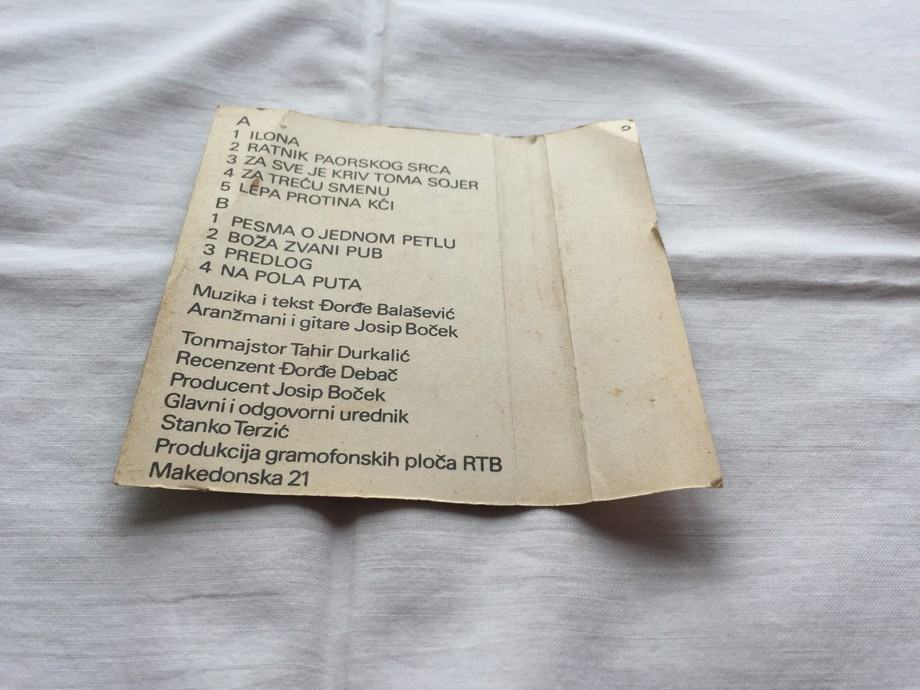 A
1 ILONA
2 RATNIK PAORSKOG SRCA
3 ZA SVE JE KRIV TOMA SOJER
4 ZA TREĆU SMENU
5 LEPA PROTINA KĆI
B
1 PESMA O JEDNOM PETLU
2 BOŽA ZVANI PUB
3 PREDLOG
4 NA POLA PUTA
Muzika i tekst Đorđe Balašević
Aranžmani i gitare Josip Boček
Tonmajstor Tahir Durkalić
Recenzent Đorđe Debač
Producent Josip Boček
Glavni i odgovorni urednik
Stanko Terzić
Produkcija gramofonskih ploča RTB
Makedonska 21